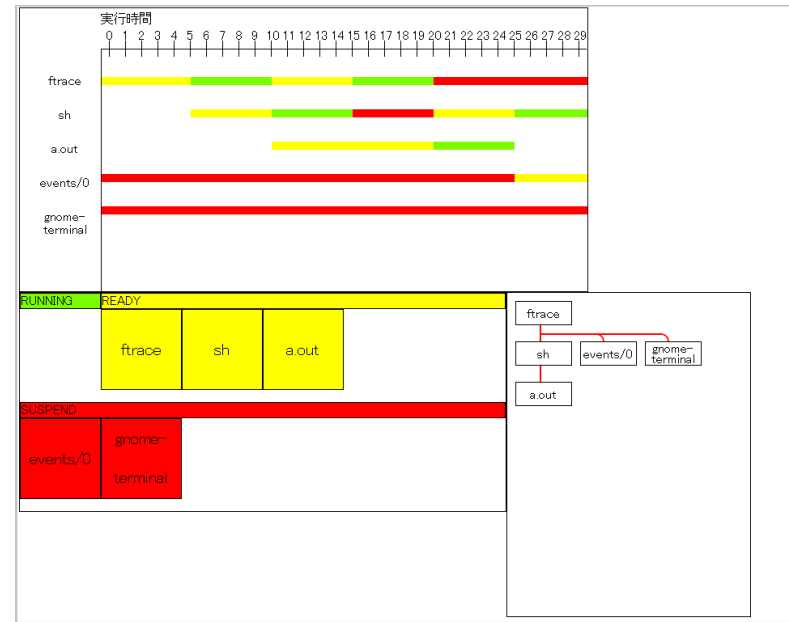 実行時間
0 1 2 3 4 5 6 7 8 9 10 11 12 13 14 15 16 17 18 19 20 21 22 23 24 25 26 27 28 29
ftrace
sh
a.out
events/0
gnome-
terminal
RUNNING READY
ftrace sh a.out
SUSPEND
events/0
gnome-
terminal
ftrace
sh events/0
gnome-
terminal
a.out